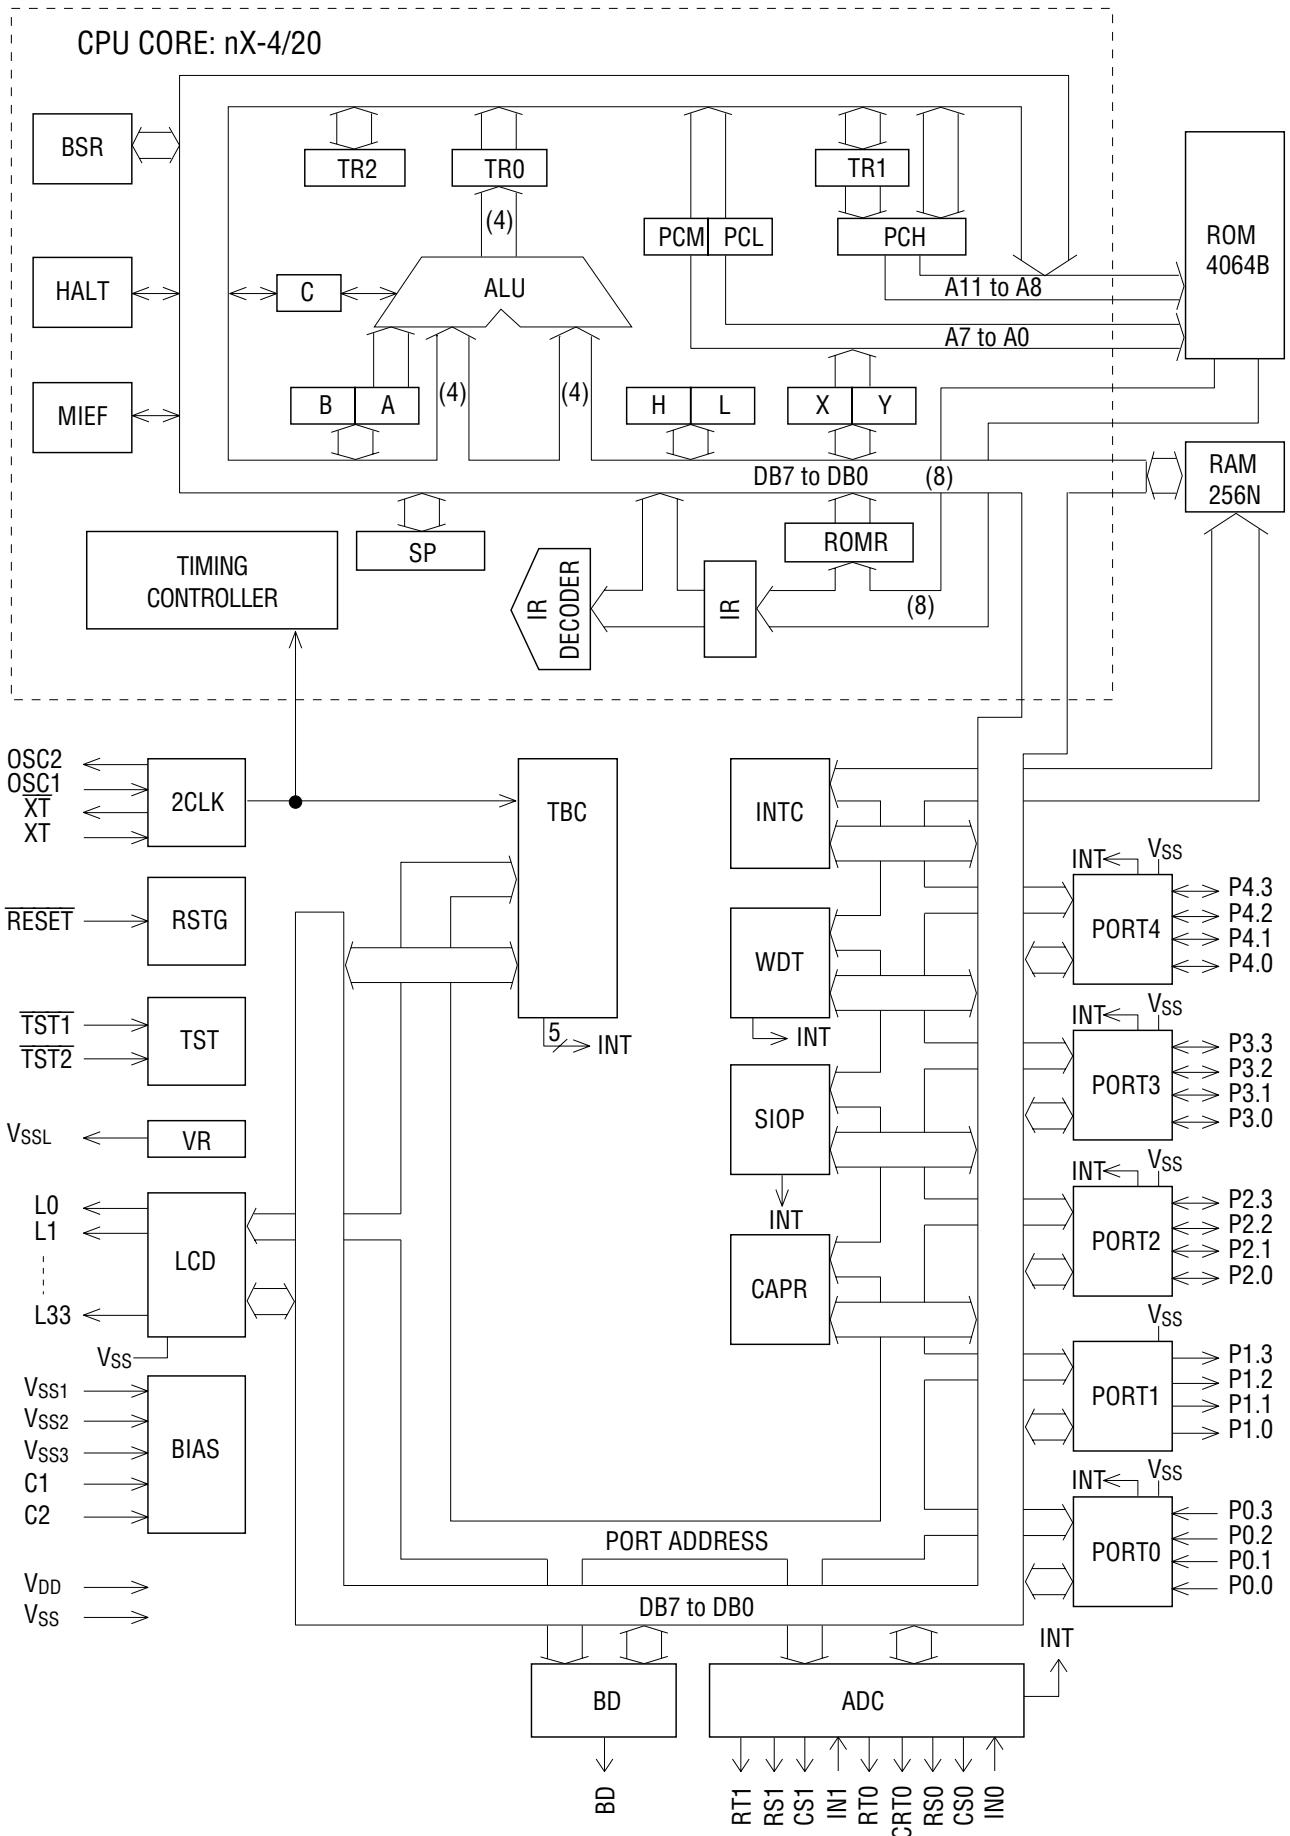 CPU CORE: nX-4/20
BSR
TR2
TR0
TR1
(4)
PCM
PCL
PCH
ROM
4064B
HALT
C
ALU
A11 to A8
A7 to A0
MIEF
B
A
(4)
(4)
H
L
X
Y
DB7 to DB0
(8)
RAM
256N
TIMING
CONTROLLER
SP
IR
DECODER
IR
ROMR
(8)
OSC2
OSC1
XT
XT
2CLK
TBC
INTC
RESET
RSTG
WDT
INT
VSS
PORT4
P4.3
P4.2
P4.1
P4.0
TST1
TST2
TST
5
INT
INT
INT
VSS
PORT3
P3.3
P3.2
P3.1
P3.0
VSSL
VR
SIOP
INT
L0
L1
L33
LCD
VSS
CAPR
INT
VSS
PORT2
P2.3
P2.2
P2.1
P2.0
VSS1
VSS2
VSS3
C1
C2
BIAS
VSS
PORT1
P1.3
P1.2
P1.1
P1.0
PORT ADDRESS
INT
VSS
PORT0
P0.3
P0.2
P0.1
P0.0
VDD
VSS
DB7 to DB0
BD
ADC
INT
BD
RT1
RS1
CS1
IN1
RT0
CRT0
RS0
CS0
IN0